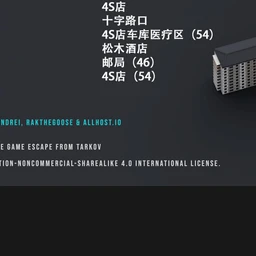 4S店
十字路口
4S店车库医疗区（54）
松木酒店
邮局（46）
4S店（54）
NDREI, RAKTHEGOOSE & ALLHOST.IO
E GAME ESCAPE FROM TARKOV
TION-NONCOMMERCIAL-SHAREALIKE 4.0 INTERNATIONAL LICENSE.